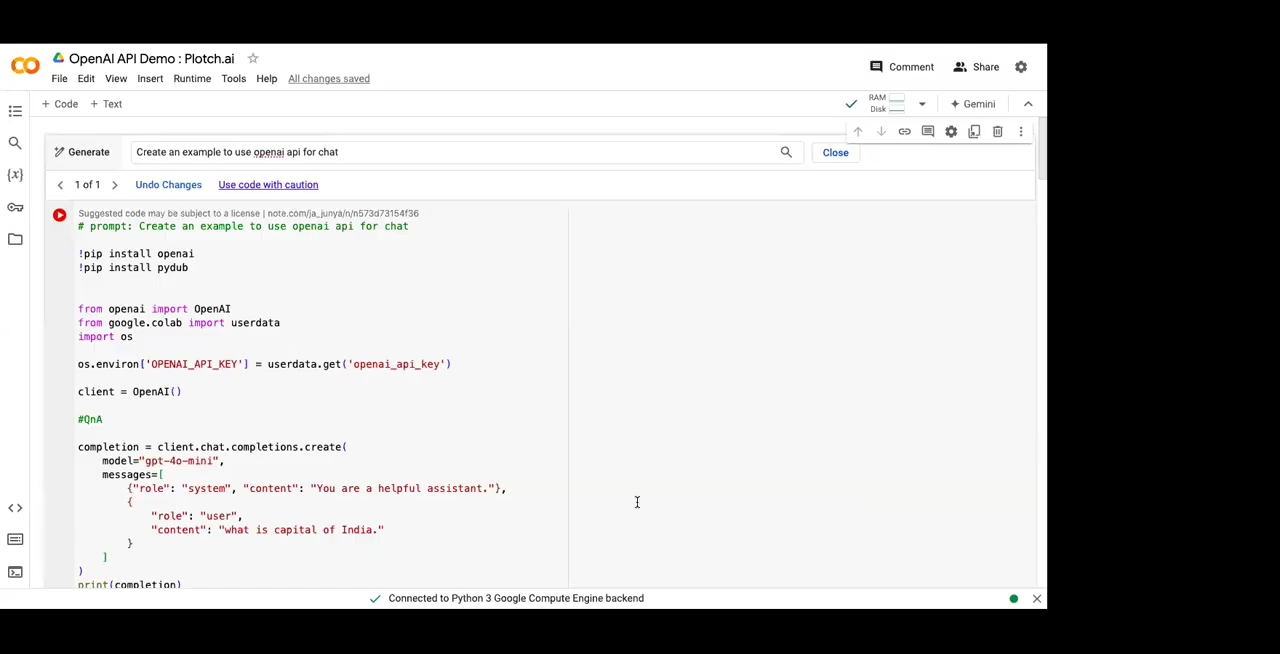 OpenAI API Demo : Plotch.ai
File Edit View Insert Runtime Tools Help All changes saved
Comment Share
+ Code + Text
RAM
Disk
Gemini
Generate Create an example to use openai api for chat Close
1 of 1 Undo Changes Use code with caution
Suggested code may be subject to a license | note.com/ja_junya/n/n573d73154f36
# prompt: Create an example to use openai api for chat
!pip install openai
!pip install pydub
from openai import OpenAI
from google.colab import userdata
import os
os.environ['OPENAI_API_KEY'] = userdata.get('openai_api_key')
client = OpenAI()
#QnA
completion = client.chat.completions.create(
model="gpt-4o-mini",
messages=[
{"role": "system", "content": "You are a helpful assistant."},
{
"role": "user",
"content": "what is capital of India."
}
]
)
print(completion)
Connected to Python 3 Google Compute Engine backend